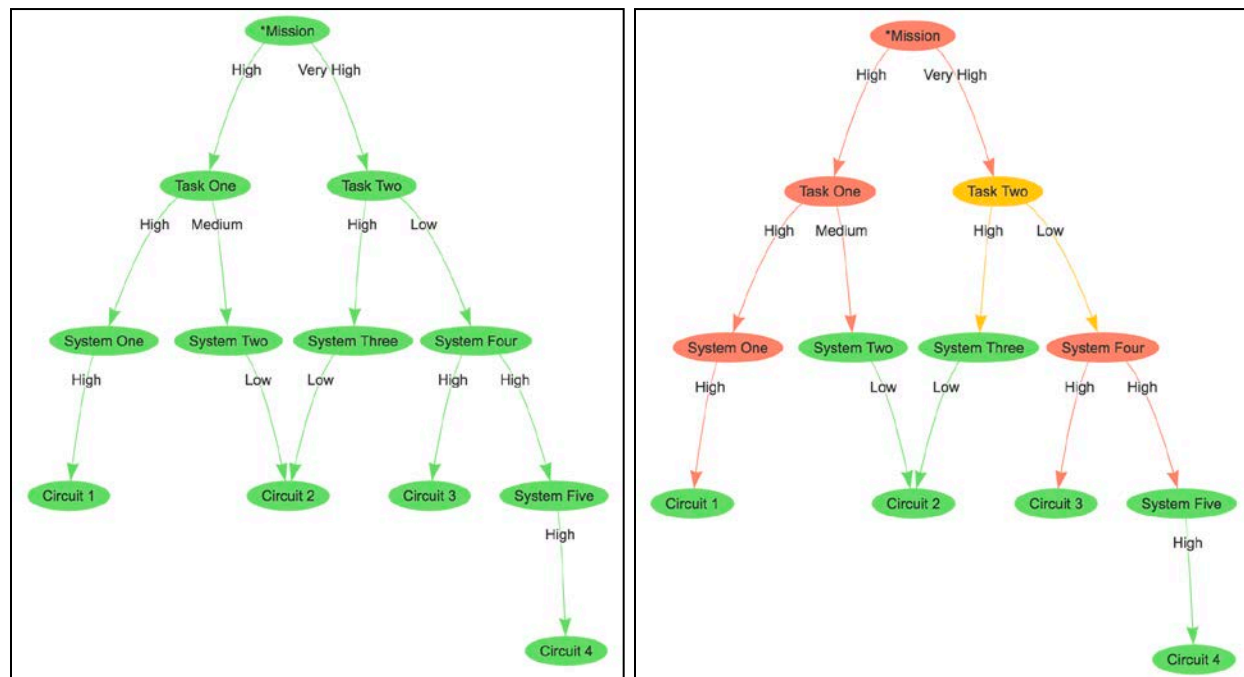 *Mission
High Very High
Task One Task Two
High Medium High Low
System One System Two System Three System Four
High Low Low High High
Circuit 1 Circuit 2 Circuit 3 System Five
High
Circuit 4
*Mission
High Very High
Task One Task Two
High Medium High Low
System One System Two System Three System Four
High Low Low High High
Circuit 1 Circuit 2 Circuit 3 System Five
High
Circuit 4